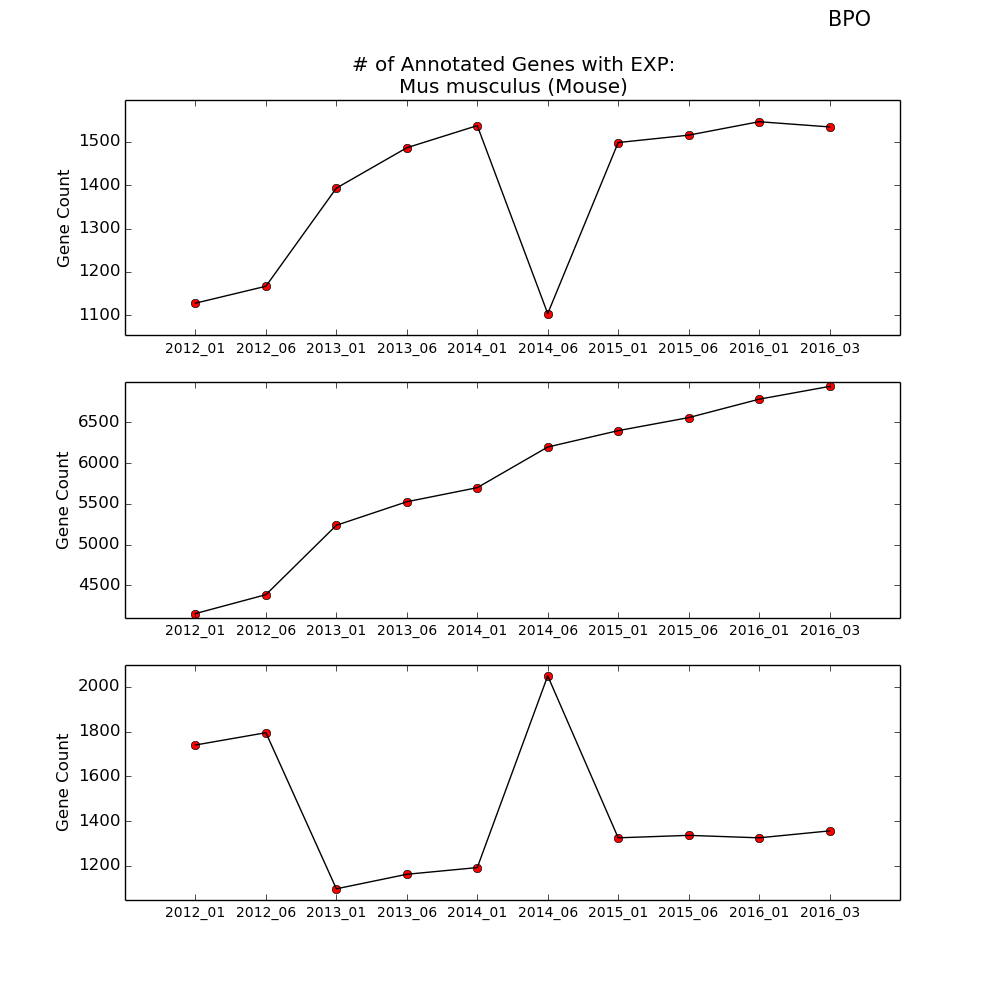 BPO
# of Annotated Genes with EXP:
Mus musculus (Mouse)
Gene Count
1500
1400
1300
1200
1100
2012_01 2012_06 2013_01 2013_06 2014_01 2014_06 2015_01 2015_06 2016_01 2016_03
Gene Count
6500
6000
5500
5000
4500
2012_01 2012_06 2013_01 2013_06 2014_01 2014_06 2015_01 2015_06 2016_01 2016_03
Gene Count
2000
1800
1600
1400
1200
2012_01 2012_06 2013_01 2013_06 2014_01 2014_06 2015_01 2015_06 2016_01 2016_03